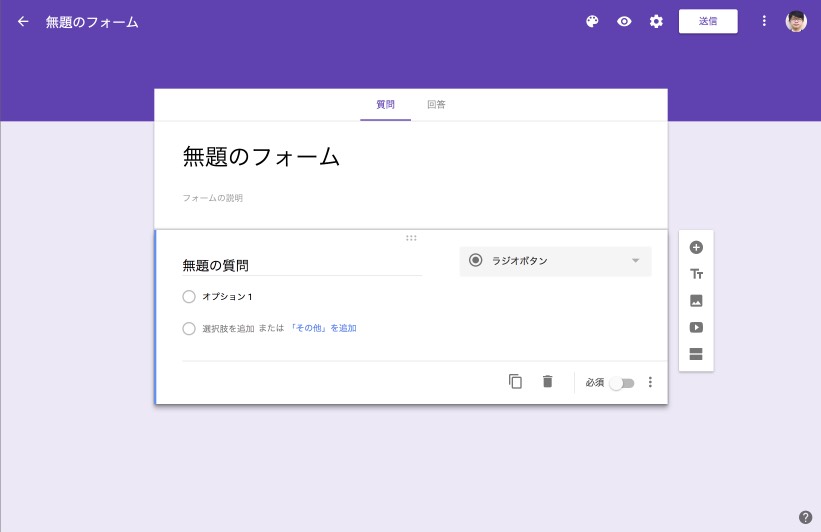 無題のフォーム
送信
質問 回答
無題のフォーム
フォームの説明
無題の質問
ラジオボタン
オプション 1
選択肢を追加 または 「その他」を追加
必須